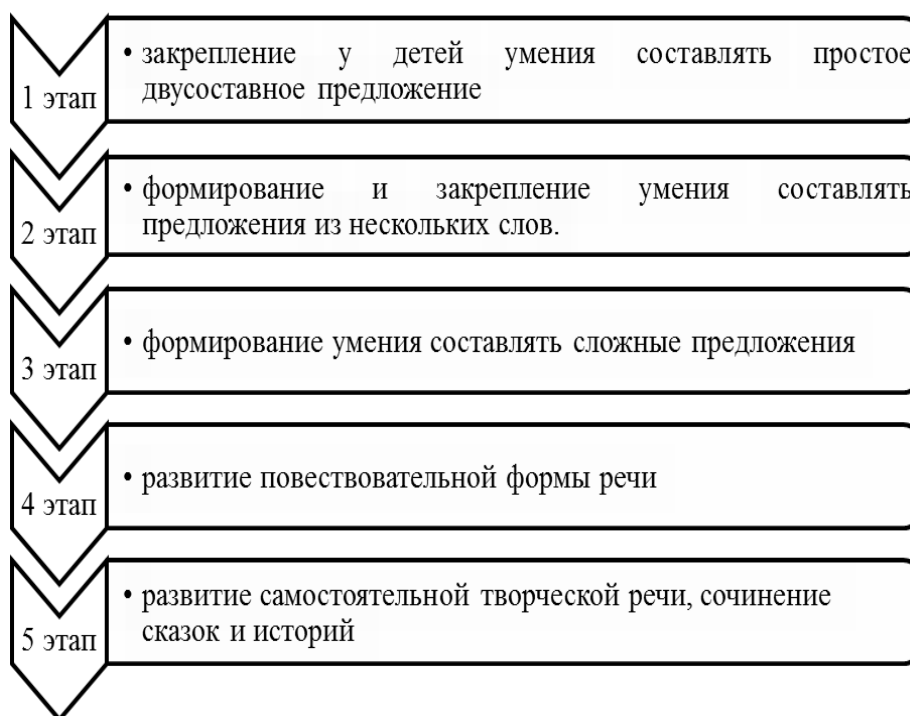 1 этап
• закрепление у детей умения составлять простое
двусоставное предложение
2 этап
• формирование и закрепление умения составлять
предложения из нескольких слов.
3 этап
• формирование умения составлять сложные предложения
4 этап
• развитие повествовательной формы речи
5 этап
• развитие самостоятельной творческой речи, сочинение
сказок и историй